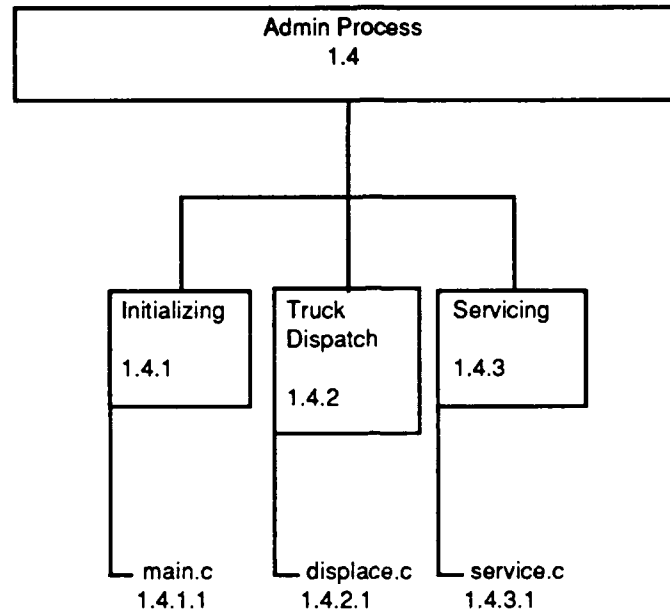 Admin Process
1.4
Initializing
1.4.1
Truck
Dispatch
1.4.2
Servicing
1.4.3
main.c
1.4.1.1
displace.c
1.4.2.1
service.c
1.4.3.1